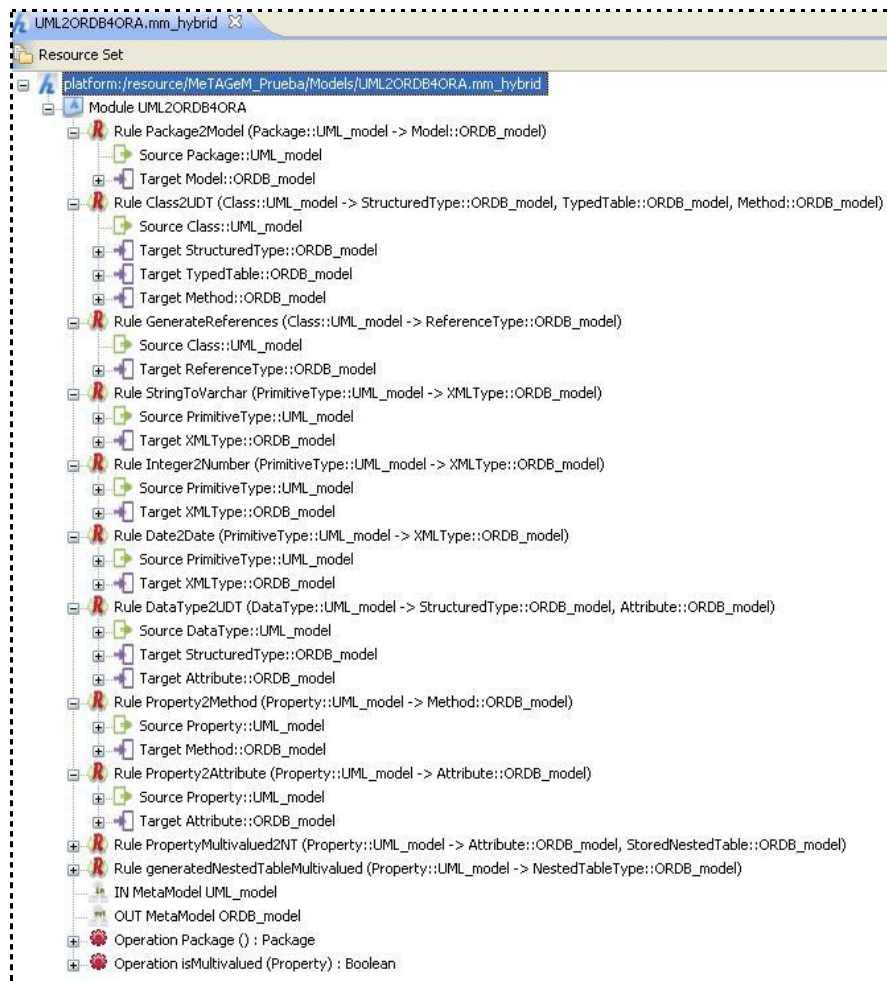 UML2ORDB4ORA.mm_hybrid
Resource Set
platform:/resource/MeTAGeM_Prueba/Models/UML2ORDB4ORA.mm_hybrid
Module UML2ORDB4ORA
Rule Package2Model (Package::UML_model -> Model::ORDB_model)
Source Package::UML_model
Target Model::ORDB_model
Rule Class2UDT (Class::UML_model -> StructuredType::ORDB_model, TypedTable::ORDB_model, Method::ORDB_model)
Source Class::UML_model
Target StructuredType::ORDB_model
Target TypedTable::ORDB_model
Target Method::ORDB_model
Rule GenerateReferences (Class::UML_model -> ReferenceType::ORDB_model)
Source Class::UML_model
Target ReferenceType::ORDB_model
Rule StringToVarchar (PrimitiveType::UML_model -> XMLType::ORDB_model)
Source PrimitiveType::UML_model
Target XMLType::ORDB_model
Rule Integer2Number (PrimitiveType::UML_model -> XMLType::ORDB_model)
Source PrimitiveType::UML_model
Target XMLType::ORDB_model
Rule Date2Date (PrimitiveType::UML_model -> XMLType::ORDB_model)
Source PrimitiveType::UML_model
Target XMLType::ORDB_model
Rule DataType2UDT (DataType::UML_model -> StructuredType::ORDB_model, Attribute::ORDB_model)
Source DataType::UML_model
Target StructuredType::ORDB_model
Target Attribute::ORDB_model
Rule Property2Method (Property::UML_model -> Method::ORDB_model)
Source Property::UML_model
Target Method::ORDB_model
Rule Property2Attribute (Property::UML_model -> Attribute::ORDB_model)
Source Property::UML_model
Target Attribute::ORDB_model
Rule PropertyMultivalued2NT (Property::UML_model -> Attribute::ORDB_model, StoredNestedTable::ORDB_model)
Rule generatedNestedTableMultivalued (Property::UML_model -> NestedTableType::ORDB_model)
IN MetaModel UML_model
OUT MetaModel ORDB_model
Operation Package () : Package
Operation isMultivalued (Property) : Boolean